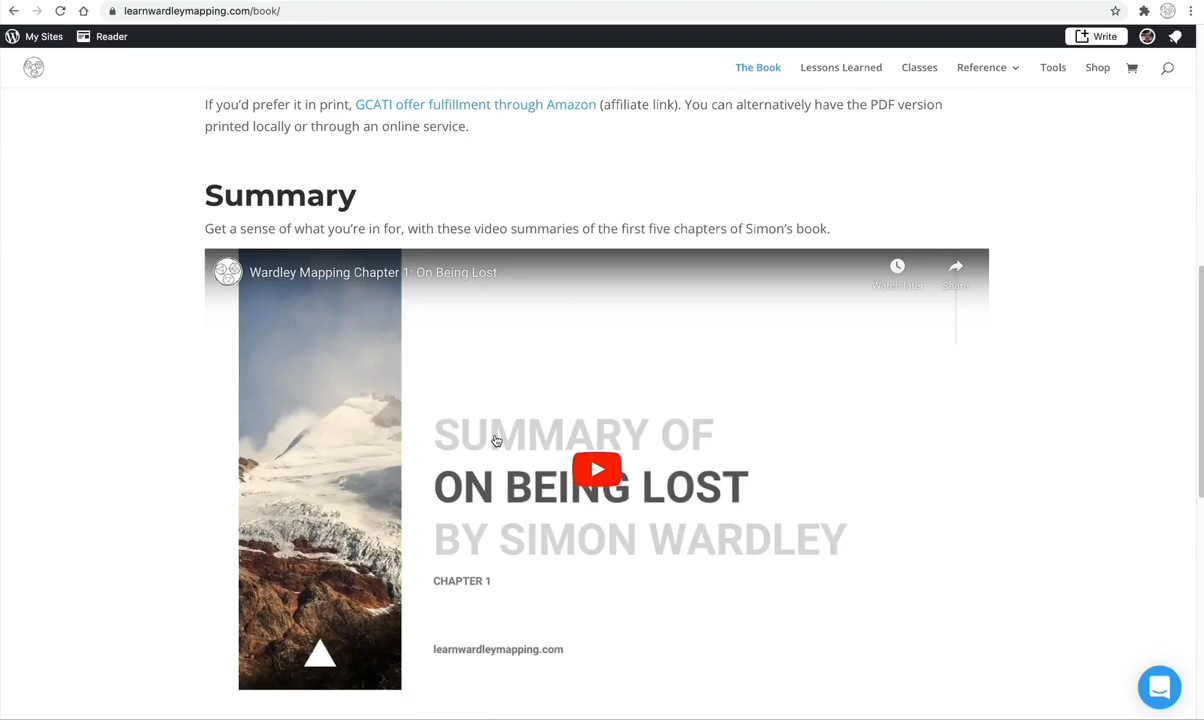 learnwardleymapping.com/book/
My Sites Reader Write
The Book Lessons Learned Classes Reference Tools Shop
If you’d prefer it in print, GCATI offer fulfillment through Amazon (affiliate link). You can alternatively have the PDF version
printed locally or through an online service.
Summary
Get a sense of what you’re in for, with these video summaries of the first five chapters of Simon’s book.
Wardley Mapping Chapter 1: On Being Lost
Watch later Share
SUMMARY OF
ON BEING LOST
BY SIMON WARDLEY
CHAPTER 1
learnwardleymapping.com